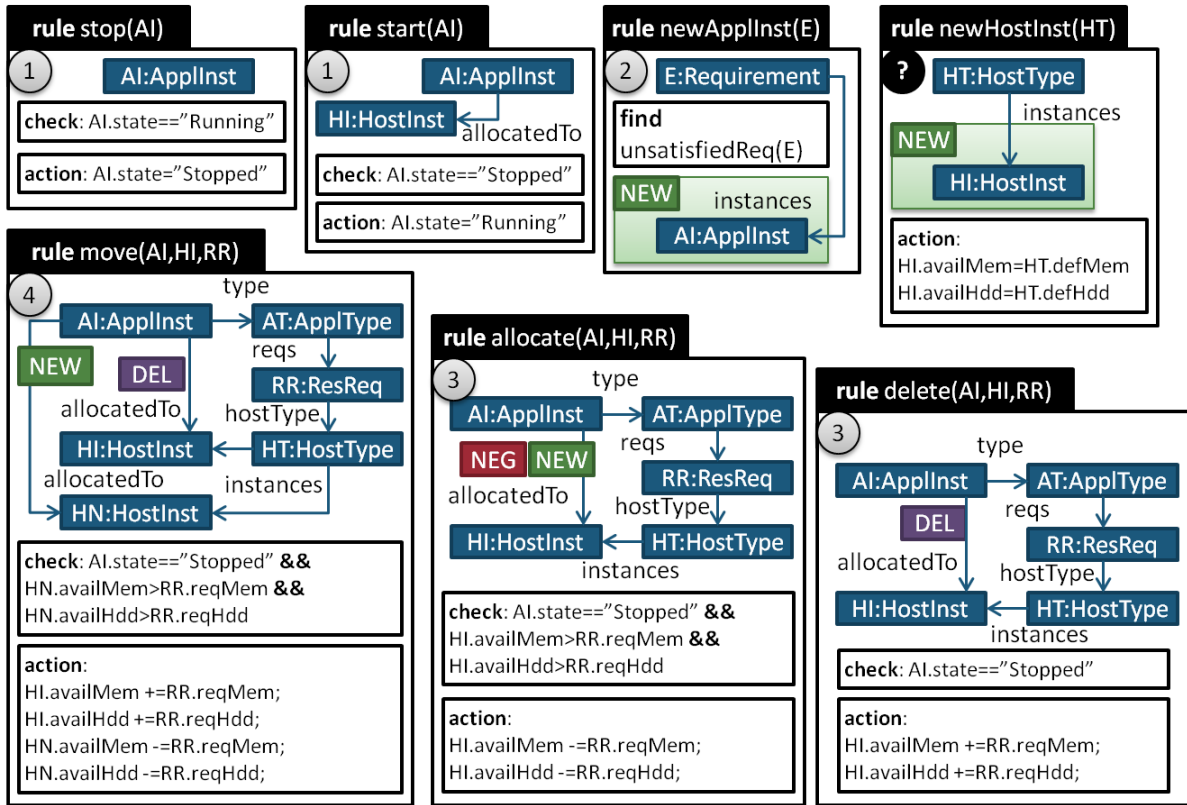 rule stop(AI)
1
AI:ApplInst
check: AI.state=="Running"
action: AI.state="Stopped"
rule start(AI)
1
AI:ApplInst
HI:HostInst
allocatedTo
check: AI.state=="Stopped"
action: AI.state="Running"
rule newApplInst(E)
2
E:Requirement
find
unsatisfiedReq(E)
NEW
instances
AI:ApplInst
rule newHostInst(HT)
?
HT:HostType
instances
NEW
HI:HostInst
action:
HI.availMem=HT.defMem
HI.availHdd=HT.defHdd
rule move(AI,HI,RR)
4
type
AI:ApplInst
AT:ApplType
NEW
DEL
reqs
RR:ResReq
allocatedTo
hostType
HI:HostInst
HT:HostType
allocatedTo
instances
HN:HostInst
check: AI.state=="Stopped" &&
HN.availMem>RR.reqMem &&
HN.availHdd>RR.reqHdd
action:
HI.availMem +=RR.reqMem;
HI.availHdd +=RR.reqHdd;
HN.availMem -=RR.reqMem;
HN.availHdd -=RR.reqHdd;
rule allocate(AI,HI,RR)
3
type
AI:ApplInst
AT:ApplType
reqs
NEG
NEW
RR:ResReq
allocatedTo
hostType
HI:HostInst
HT:HostType
instances
check: AI.state=="Stopped" &&
HI.availMem>RR.reqMem &&
HI.availHdd>RR.reqHdd
action:
HI.availMem -=RR.reqMem;
HI.availHdd -=RR.reqHdd;
rule delete(AI,HI,RR)
3
type
AI:ApplInst
AT:ApplType
reqs
DEL
RR:ResReq
allocatedTo
hostType
HI:HostInst
HT:HostType
instances
check: AI.state=="Stopped"
action:
HI.availMem +=RR.reqMem;
HI.availHdd +=RR.reqHdd;